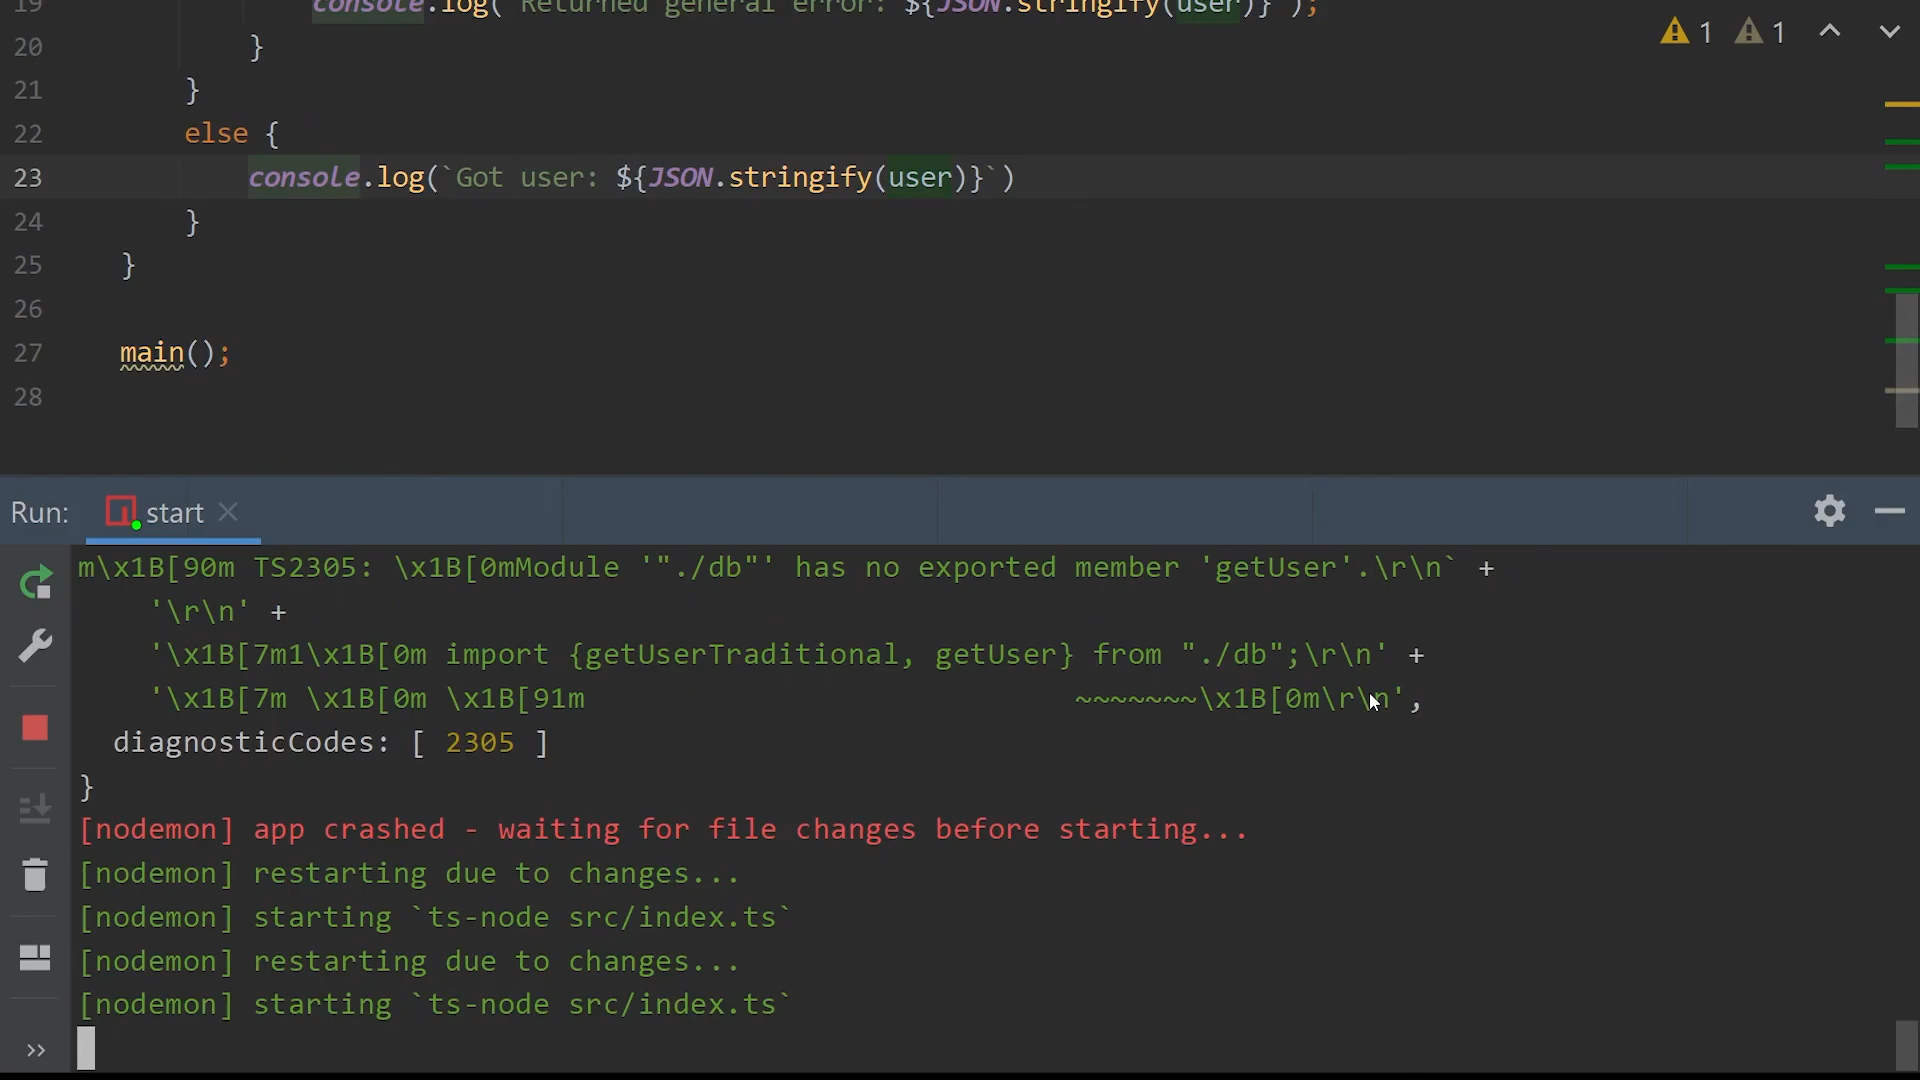 19 console.log(`Returned general error: ${JSON.stringify(user)}`);
20 }
21 }
22 else {
23 console.log(`Got user: ${JSON.stringify(user)}`)
24 }
25 }
26
27 main();
28
1 1
Run: start
m\x1B[90m TS2305: \x1B[0mModule '"./db"' has no exported member 'getUser'.\r\n` +
'\r\n' +
'\x1B[7m1\x1B[0m import {getUserTraditional, getUser} from "./db";\r\n' +
'\x1B[7m \x1B[0m \x1B[91m ~~~~~~~\x1B[0m\r\n',
diagnosticCodes: [ 2305 ]
}
[nodemon] app crashed - waiting for file changes before starting...
[nodemon] restarting due to changes...
[nodemon] starting `ts-node src/index.ts`
[nodemon] restarting due to changes...
[nodemon] starting `ts-node src/index.ts`